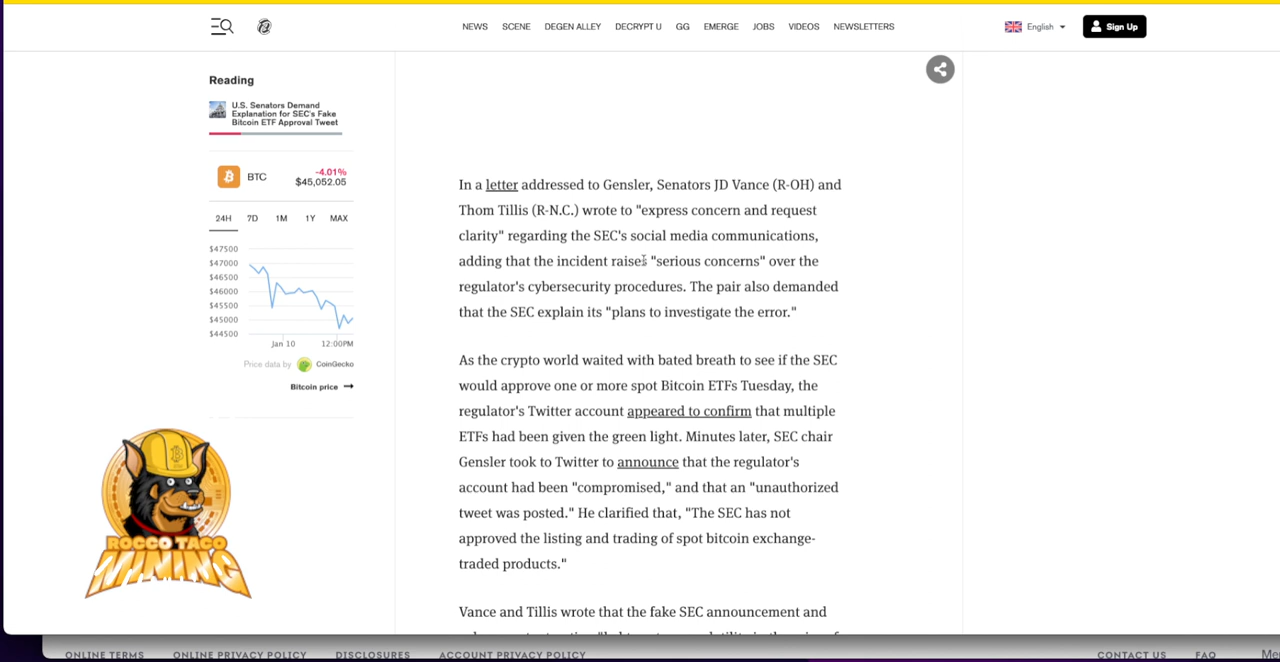 NEWS SCENE DEGEN ALLEY DECRYPT U GG EMERGE JOBS VIDEOS NEWSLETTERS
English
Sign Up
Reading
U.S. Senators Demand
Explanation for SEC's Fake
Bitcoin ETF Approval Tweet
BTC
-4.01%
$45,052.05
24H 7D 1M 1Y MAX
$47500
$47000
$46500
$46000
$45500
$45000
$44500
Jan 10 12:00PM
Price data by CoinGecko
Bitcoin price
ROCCO TACO
MINING
In a letter addressed to Gensler, Senators JD Vance (R-OH) and
Thom Tillis (R-N.C.) wrote to "express concern and request
clarity" regarding the SEC's social media communications,
adding that the incident raises "serious concerns" over the
regulator's cybersecurity procedures. The pair also demanded
that the SEC explain its "plans to investigate the error."
As the crypto world waited with bated breath to see if the SEC
would approve one or more spot Bitcoin ETFs Tuesday, the
regulator's Twitter account appeared to confirm that multiple
ETFs had been given the green light. Minutes later, SEC chair
Gensler took to Twitter to announce that the regulator's
account had been "compromised," and that an "unauthorized
tweet was posted." He clarified that, "The SEC has not
approved the listing and trading of spot bitcoin exchange-
traded products."
Vance and Tillis wrote that the fake SEC announcement and
ONLINE TERMS ONLINE PRIVACY POLICY DISCLOSURES ACCOUNT PRIVACY POLICY CONTACT US FAQ